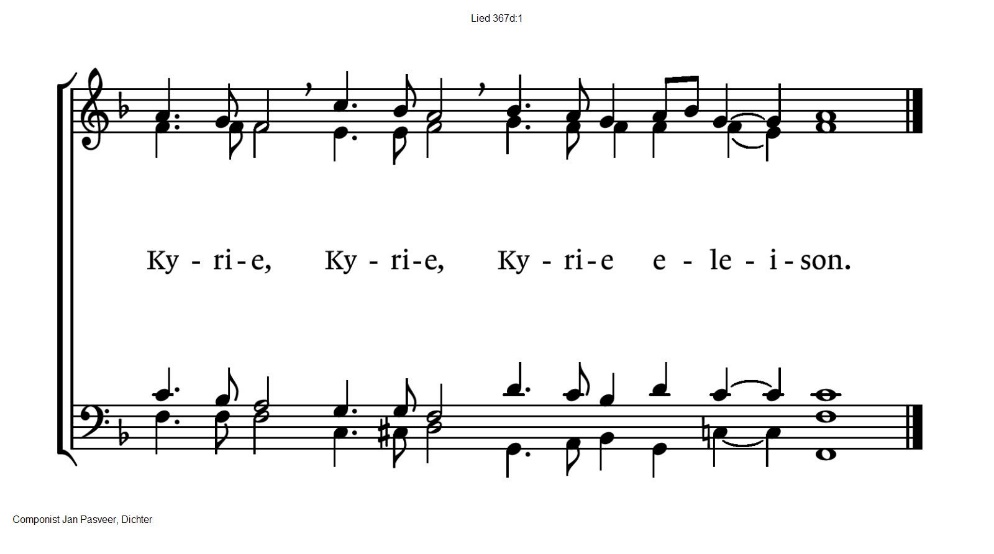 Lied 367d:1
Ky - ri - e, Ky - ri - e, Ky - ri - e e - le - i - son.
Componist Jan Pasveer, Dichter